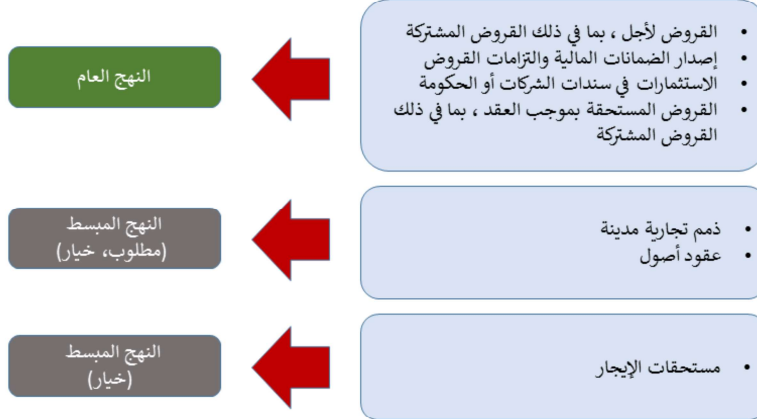 القروض لأجل ، بما في ذلك القروض المشتركة
إصدار الضمانات المالية والتزامات القروض
الاستثمارات في سندات الشركات أو الحكومة
القروض المستحقة بموجب العقد ، بما في ذلك
القروض المشتركة
النهج العام
ذمم تجارية مدينة
عقود أصول
النهج المبسط
(مطلوب، خيار)
مستحقات الإيجار
النهج المبسط
(خيار)